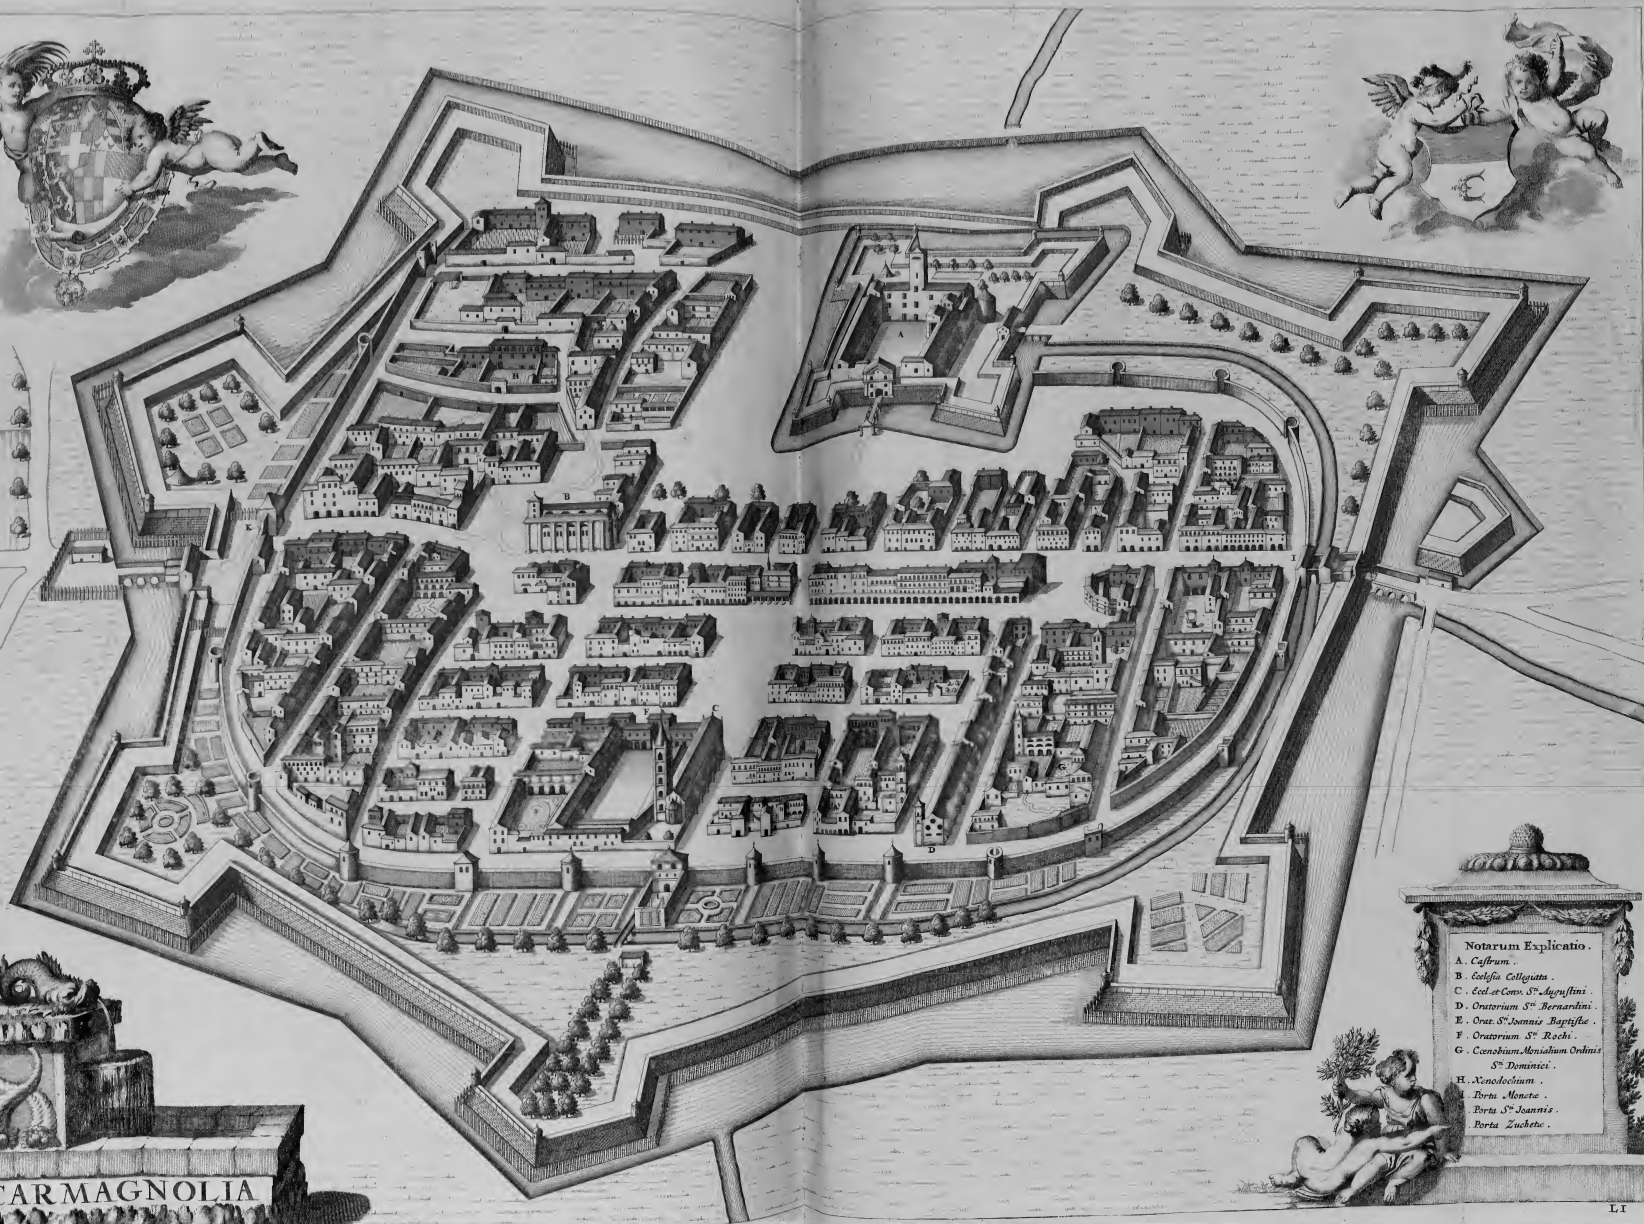 B
A
K
I
F
C
G
D
Notarum Explicatio.
A. Castrum.
B. Ecclesia Collegiata.
C. Eccl. et Conv. Sti Augustini.
D. Oratorium Sti Bernardini.
E. Orat. Sti Joannis Baptistæ.
F. Oratorium Sti Rochi.
G. Cœnobium Monialium Ordinis
Sti Dominici.
H. Xenodochium.
I. Porta Monetæ.
Porta Sti Joannis.
Porta Zuchetæ.
CARMAGNOLIA
LI